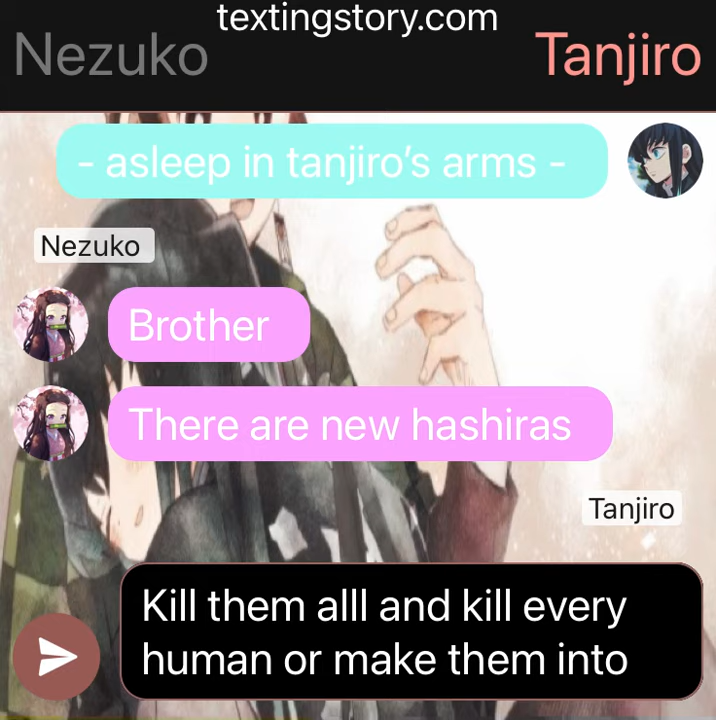 textingstory.com
Nezuko
Tanjiro
- asleep in tanjiro’s arms -
Nezuko
Brother
There are new hashiras
Tanjiro
Kill them alll and kill every
human or make them into